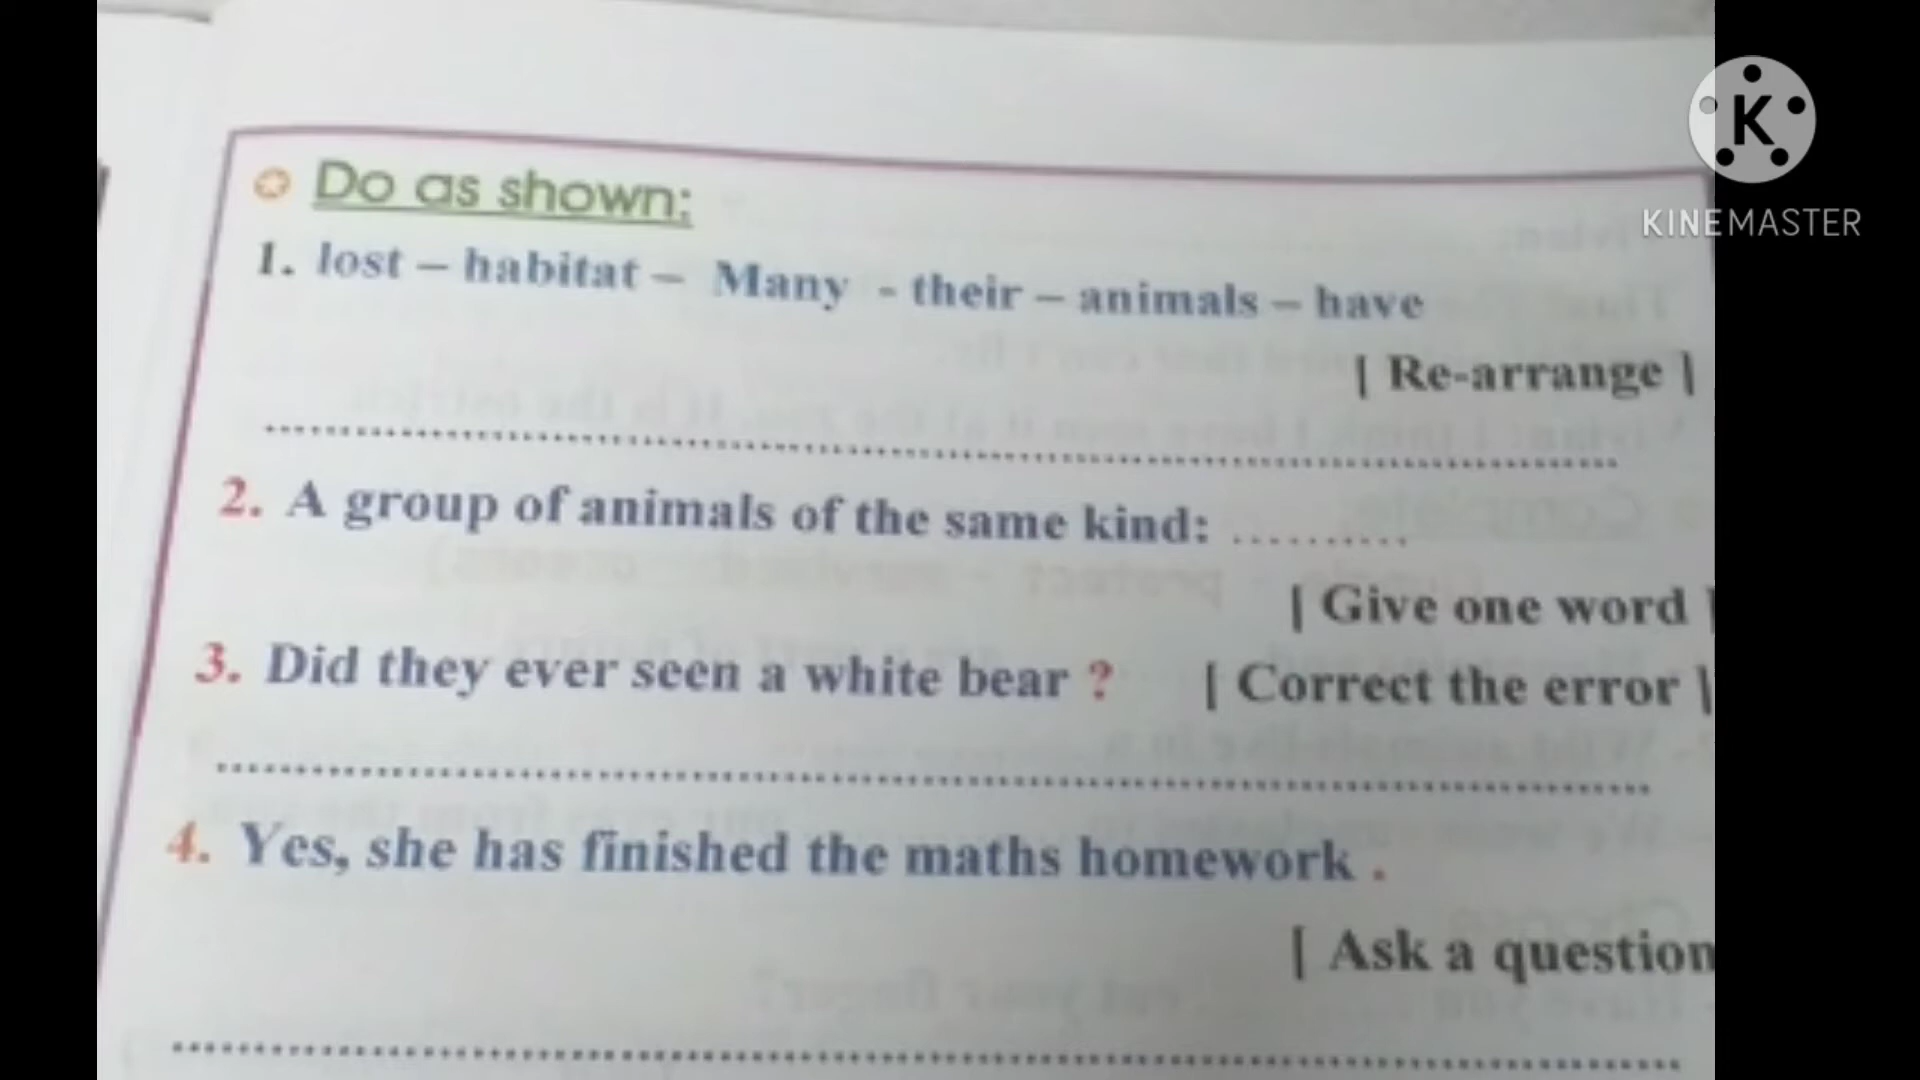 Do as shown:
1. lost – habitat – Many - their – animals – have
[ Re-arrange ]
2. A group of animals of the same kind: ..........
[ Give one word ]
3. Did they ever seen a white bear ? [ Correct the error ]
4. Yes, she has finished the maths homework .
[ Ask a question
K
KINEMASTER